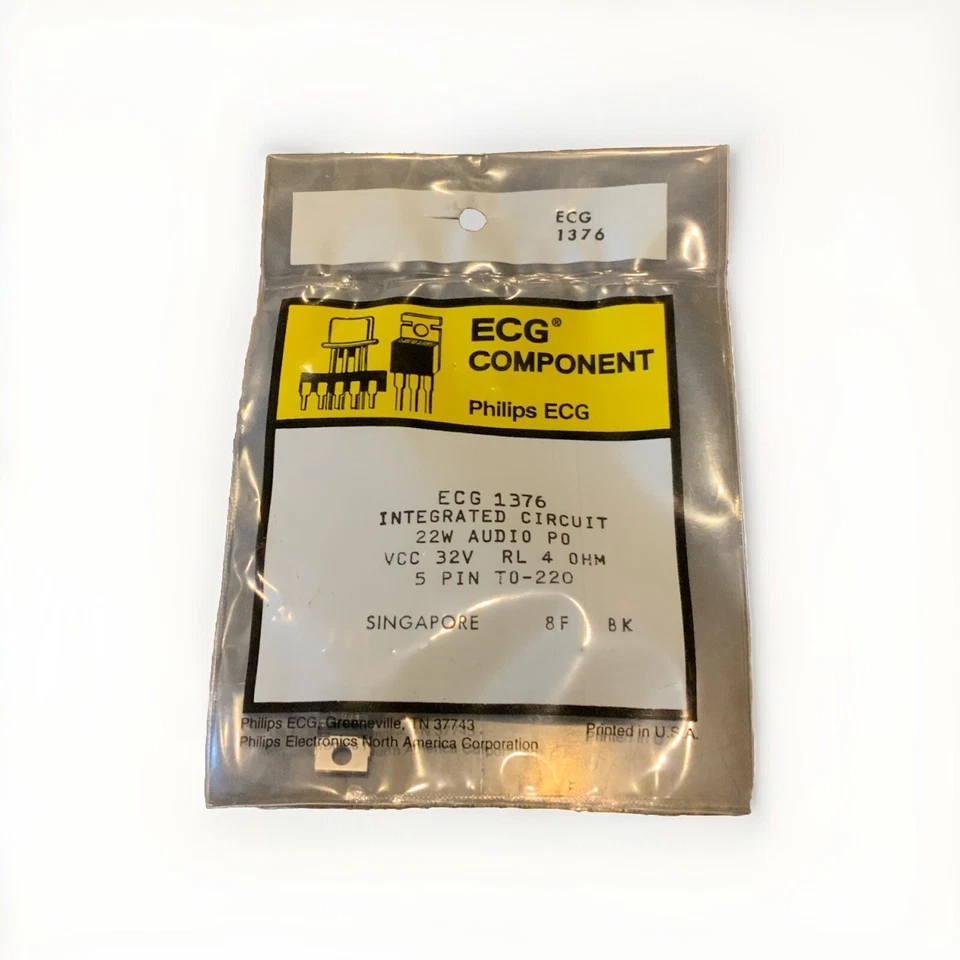 ECG
1376
ECG®
COMPONENT
Philips ECG
ECG 1376
INTEGRATED CIRCUIT
22W AUDIO PO
VCC 32V RL 4 OHM
5 PIN TO-220
SINGAPORE 8F BK
Philips ECG, Greeneville, TN 37743
Printed in U.S.A.
Philips Electronics North America Corporation